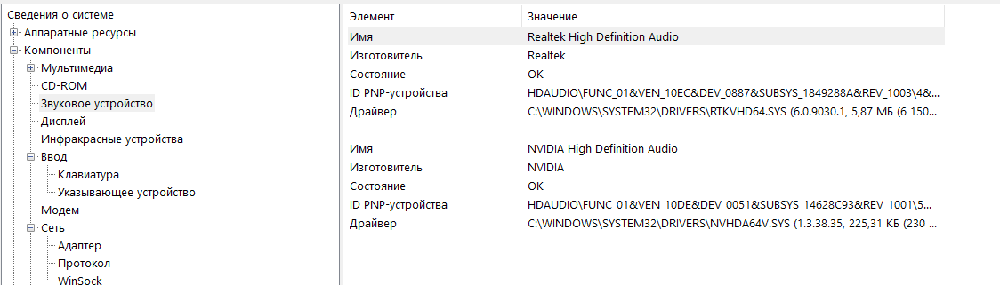 Сведения о системе
Аппаратные ресурсы
Компоненты
Мультимедиа
CD-ROM
Звуковое устройство
Дисплей
Инфракрасные устройства
Ввод
Клавиатура
Указывающее устройство
Модем
Сеть
Адаптер
Протокол
WinSock
Элемент Значение
Имя Realtek High Definition Audio
Изготовитель Realtek
Состояние OK
ID PNP-устройства HDAUDIO\FUNC_01&VEN_10EC&DEV_0887&SUBSYS_1849288A&REV_1003\4&...
Драйвер C:\WINDOWS\SYSTEM32\DRIVERS\RTKVHD64.SYS (6.0.9030.1, 5,87 МБ (6 150...
Имя NVIDIA High Definition Audio
Изготовитель NVIDIA
Состояние OK
ID PNP-устройства HDAUDIO\FUNC_01&VEN_10DE&DEV_0051&SUBSYS_14628C93&REV_1001\5...
Драйвер C:\WINDOWS\SYSTEM32\DRIVERS\NVHDA64V.SYS (1.3.38.35, 225,31 КБ (230 ...